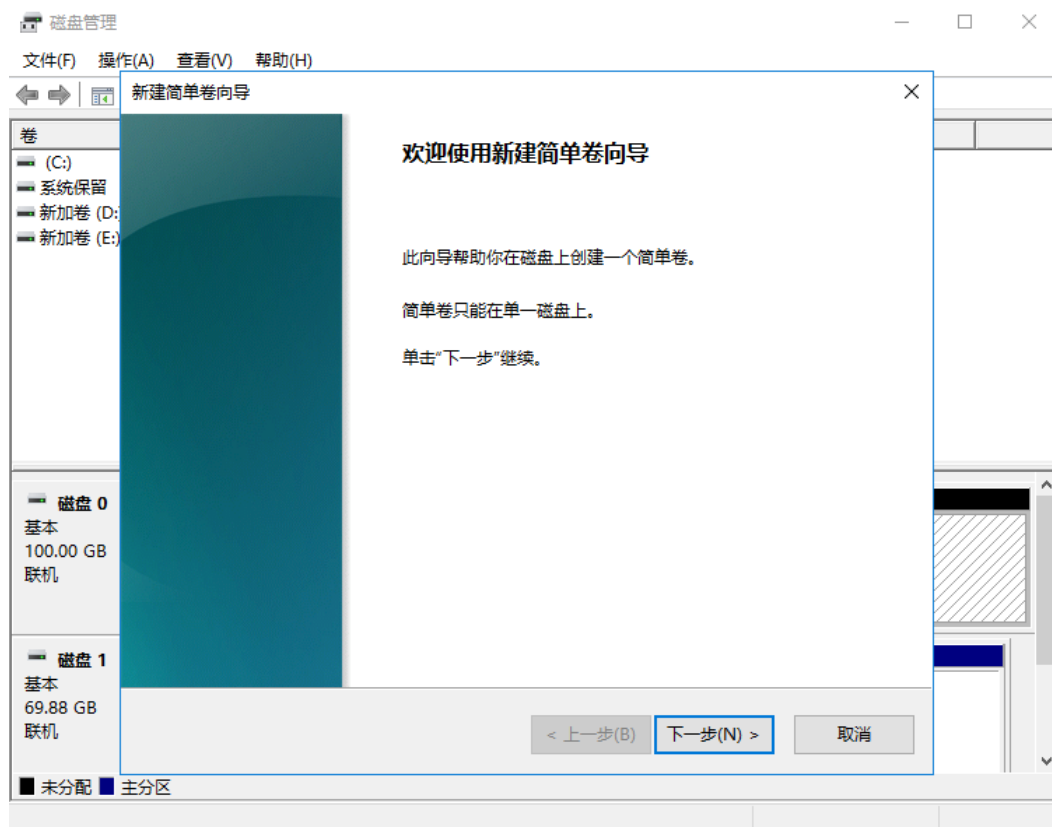 磁盘管理
文件(F) 操作(A) 查看(V) 帮助(H)
新建简单卷向导
卷
(C:)
系统保留
新加卷 (D:
新加卷 (E:)
欢迎使用新建简单卷向导
此向导帮助你在磁盘上创建一个简单卷。
简单卷只能在单一磁盘上。
单击“下一步”继续。
磁盘 0
基本
100.00 GB
联机
磁盘 1
基本
69.88 GB
联机
< 上一步(B) 下一步(N) > 取消
未分配 主分区